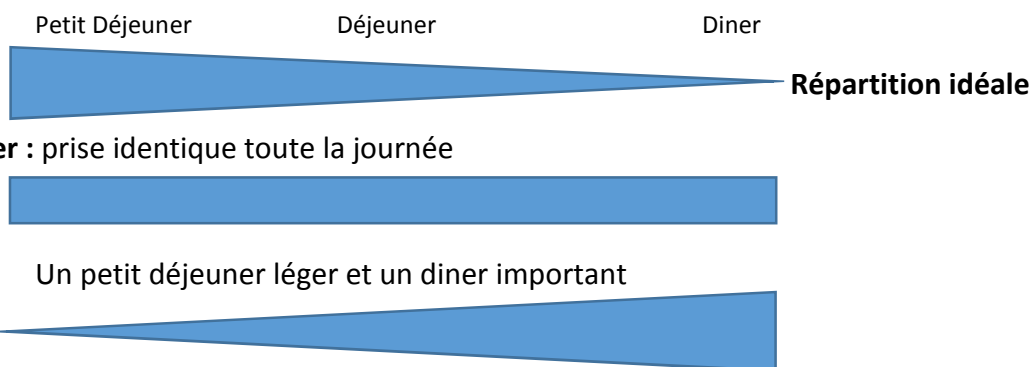 Petit Déjeuner Déjeuner Diner
Répartition idéale
: prise identique toute la journée
Un petit déjeuner léger et un diner important